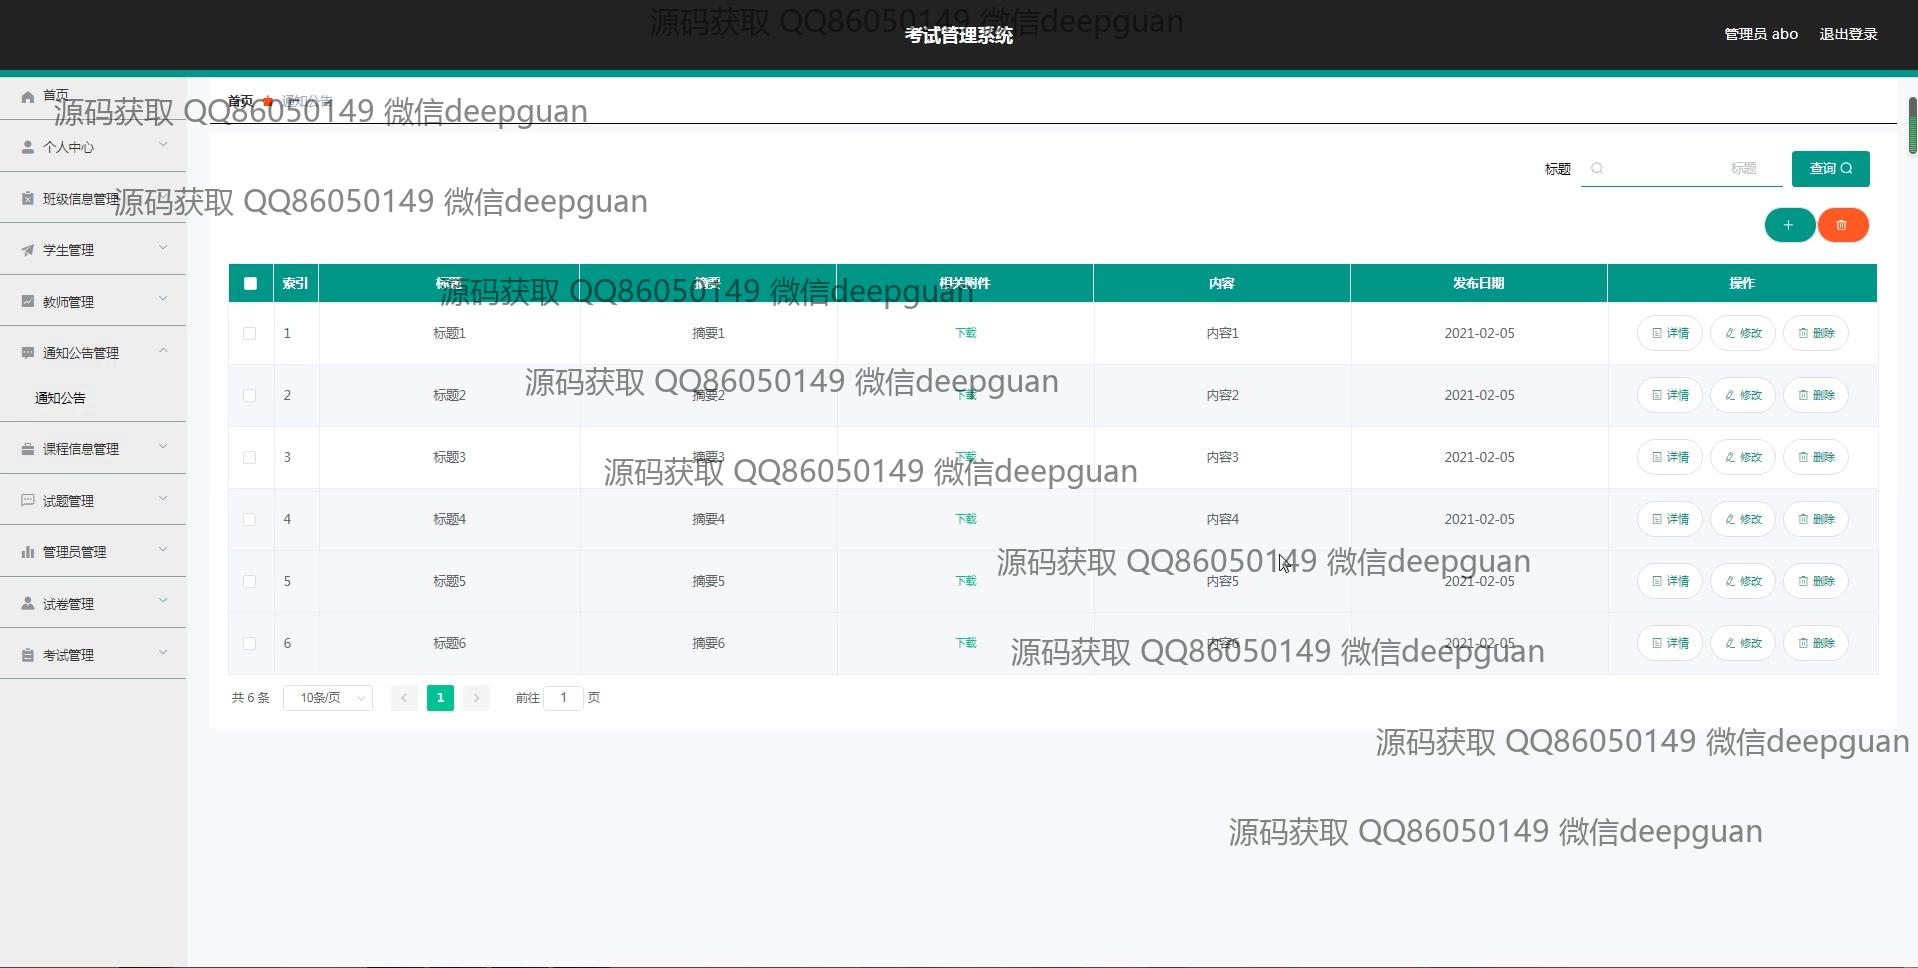 源码获取 QQ86050149 微信deepguan
考试管理系统
管理员 abo 退出登录
首页
首页 通知公告
源码获取 QQ86050149 微信deepguan
个人中心
标题 标题 查询
班级信息管理
源码获取 QQ86050149 微信deepguan
学生管理
索引 标题 摘要 相关附件 内容 发布日期 操作
源码获取 QQ86050149 微信deepguan
教师管理
1 标题1 摘要1 下载 内容1 2021-02-05 详情 修改 删除
通知公告管理
源码获取 QQ86050149 微信deepguan
2 标题2 摘要2 下载 内容2 2021-02-05 详情 修改 删除
通知公告
课程信息管理
3 标题3 摘要3 下载 内容3 2021-02-05 详情 修改 删除
源码获取 QQ86050149 微信deepguan
试题管理
4 标题4 摘要4 下载 内容4 2021-02-05 详情 修改 删除
管理员管理
源码获取 QQ86050149 微信deepguan
5 标题5 摘要5 下载 内容5 2021-02-05 详情 修改 删除
试卷管理
6 标题6 摘要6 下载 内容6 2021-02-05 详情 修改 删除
源码获取 QQ86050149 微信deepguan
考试管理
共 6 条 10条/页 1 前往 1 页
源码获取 QQ86050149 微信deepguan
源码获取 QQ86050149 微信deepguan